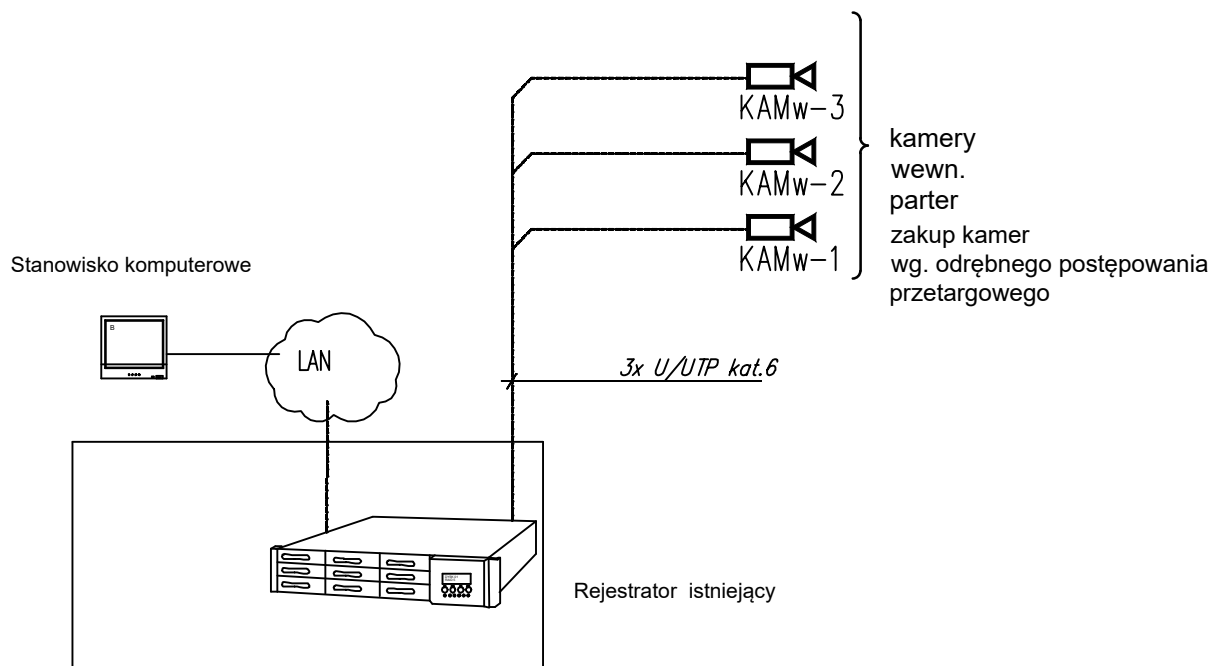 KAMw-3
KAMw-2
KAMw-1
kamery
wewn.
parter
zakup kamer
wg. odrębnego postępowania
przetargowego
Stanowisko komputerowe
B
LAN
3x U/UTP kat.6
Rejestrator istniejący